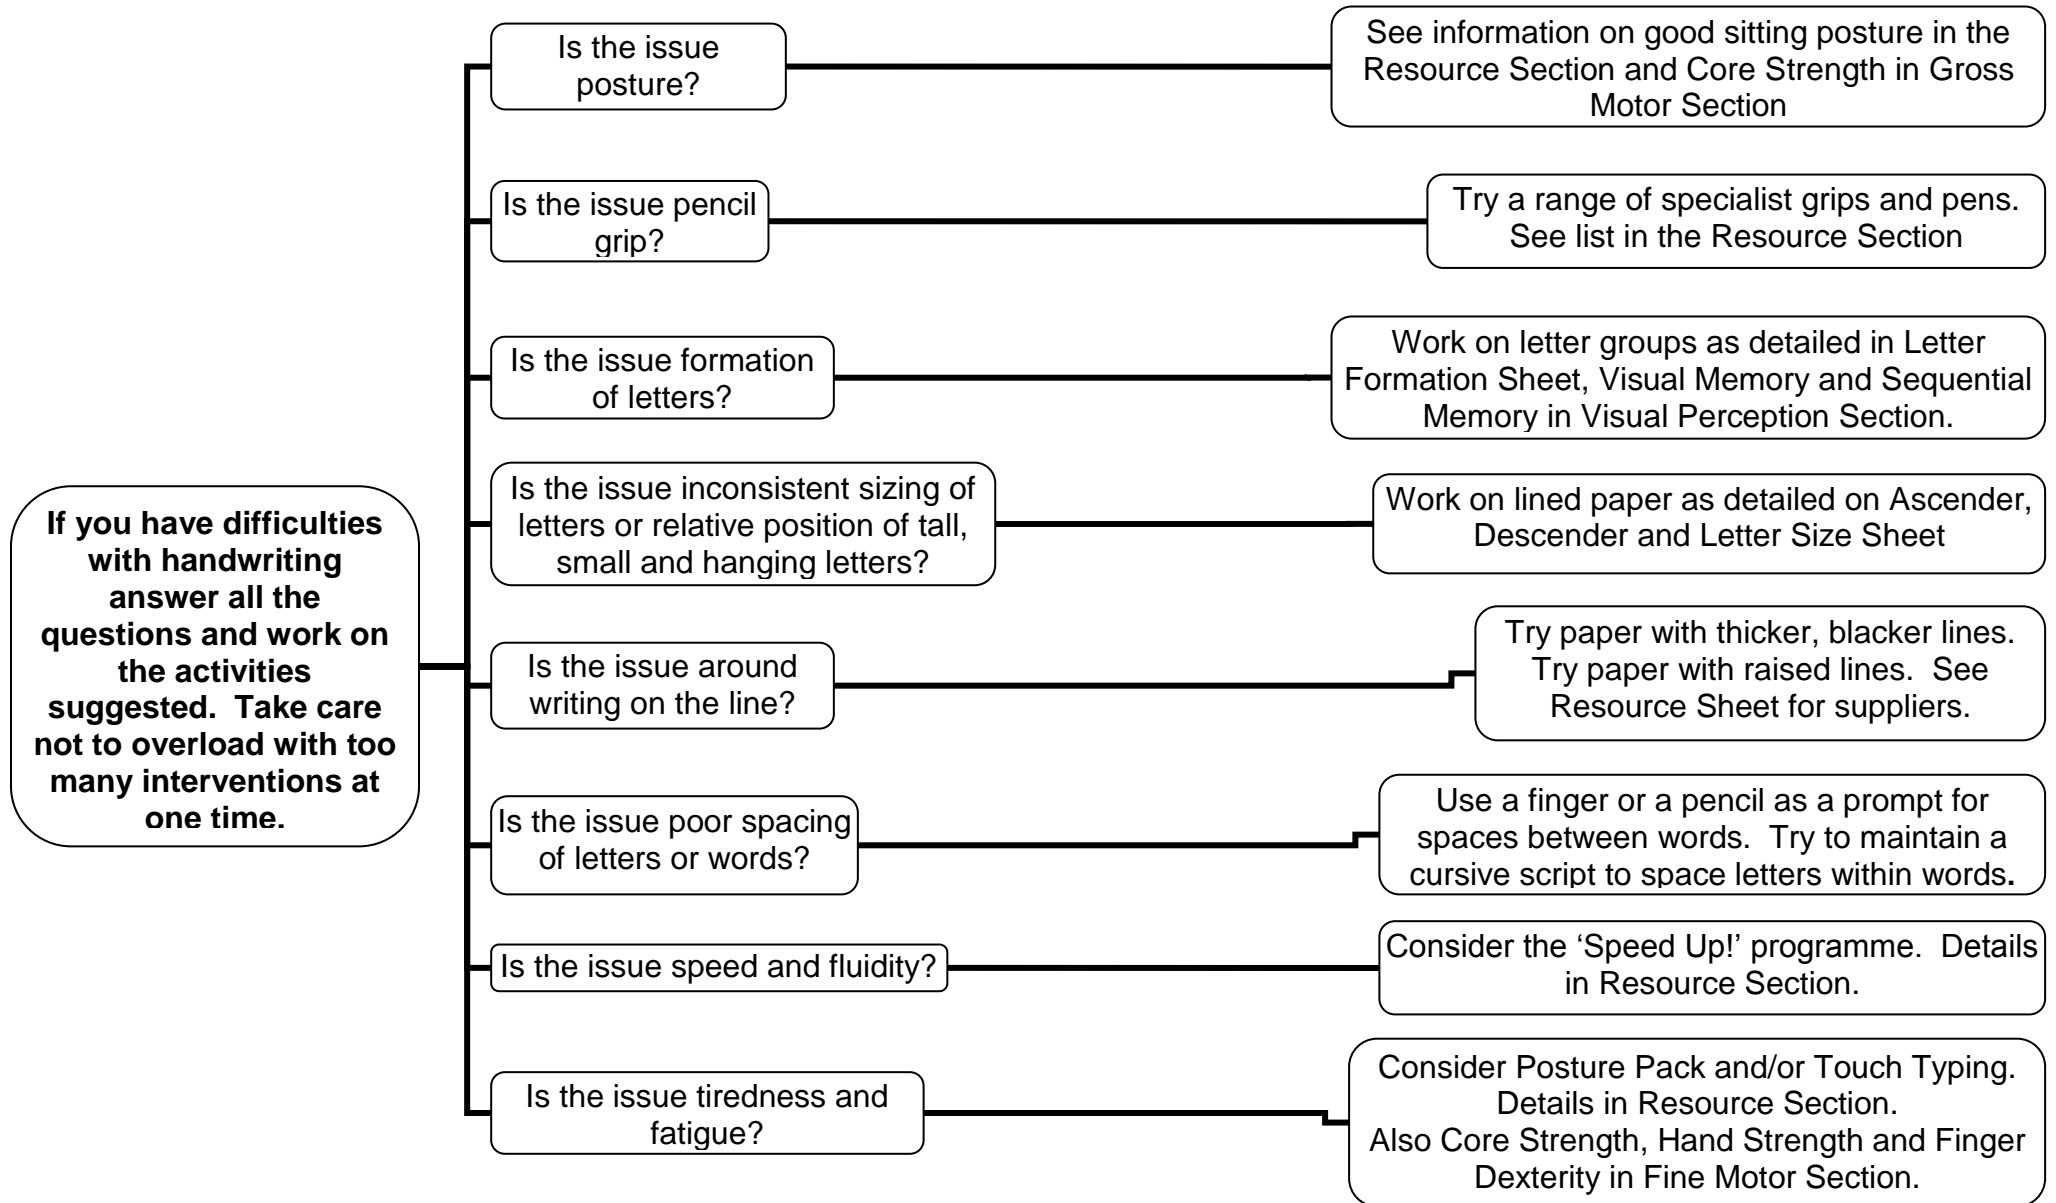 If you have difficulties
with handwriting
answer all the
questions and work on
the activities
suggested.  Take care
not to overload with too
many interventions at
one time.
Is the issue
posture?
See information on good sitting posture in the
Resource Section and Core Strength in Gross
Motor Section
Is the issue pencil
grip?
Try a range of specialist grips and pens.
See list in the Resource Section
Is the issue formation
of letters?
Work on letter groups as detailed in Letter
Formation Sheet, Visual Memory and Sequential
Memory in Visual Perception Section.
Is the issue inconsistent sizing of
letters or relative position of tall,
small and hanging letters?
Work on lined paper as detailed on Ascender,
Descender and Letter Size Sheet
Is the issue around
writing on the line?
Try paper with thicker, blacker lines.
Try paper with raised lines.  See
Resource Sheet for suppliers.
Is the issue poor spacing
of letters or words?
Use a finger or a pencil as a prompt for
spaces between words.  Try to maintain a
cursive script to space letters within words.
Is the issue speed and fluidity?
Consider the ‘Speed Up!’ programme.  Details
in Resource Section.
Is the issue tiredness and
fatigue?
Consider Posture Pack and/or Touch Typing.
Details in Resource Section.
Also Core Strength, Hand Strength and Finger
Dexterity in Fine Motor Section.